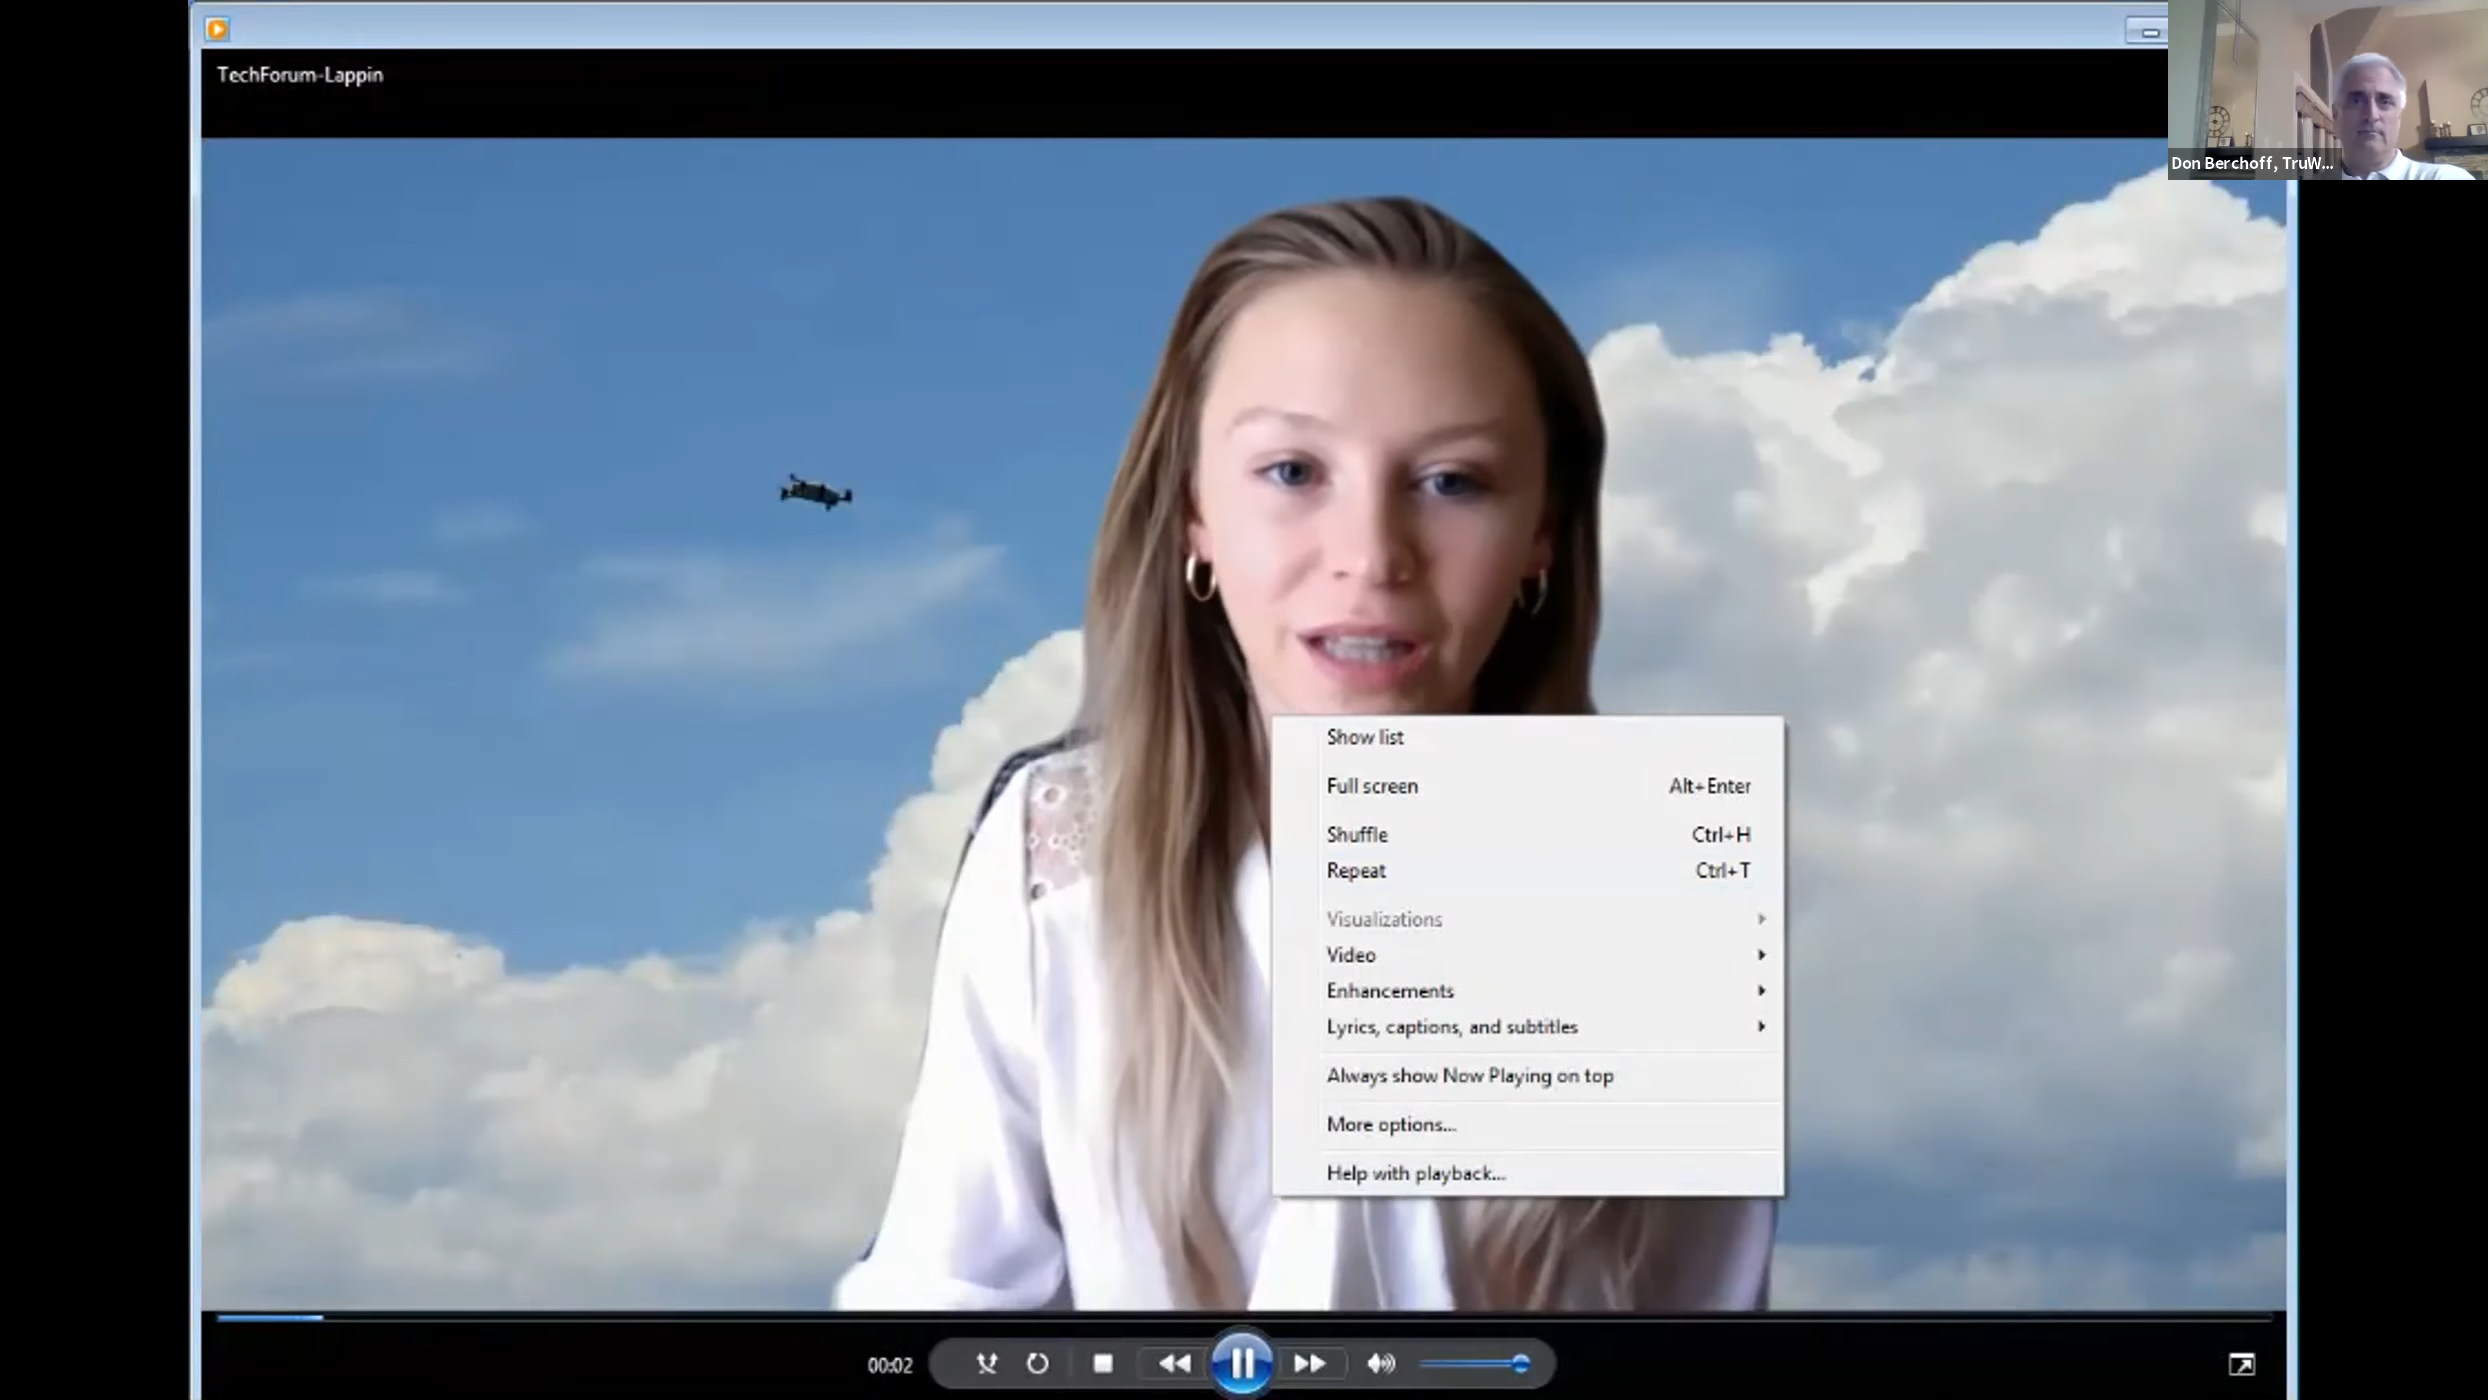 TechForum-Lappin
Don Berchoff, TruW...
Show list
Full screen Alt+Enter
Shuffle Ctrl+H
Repeat Ctrl+T
Visualizations
Video
Enhancements
Lyrics, captions, and subtitles
Always show Now Playing on top
More options...
Help with playback...
00:02